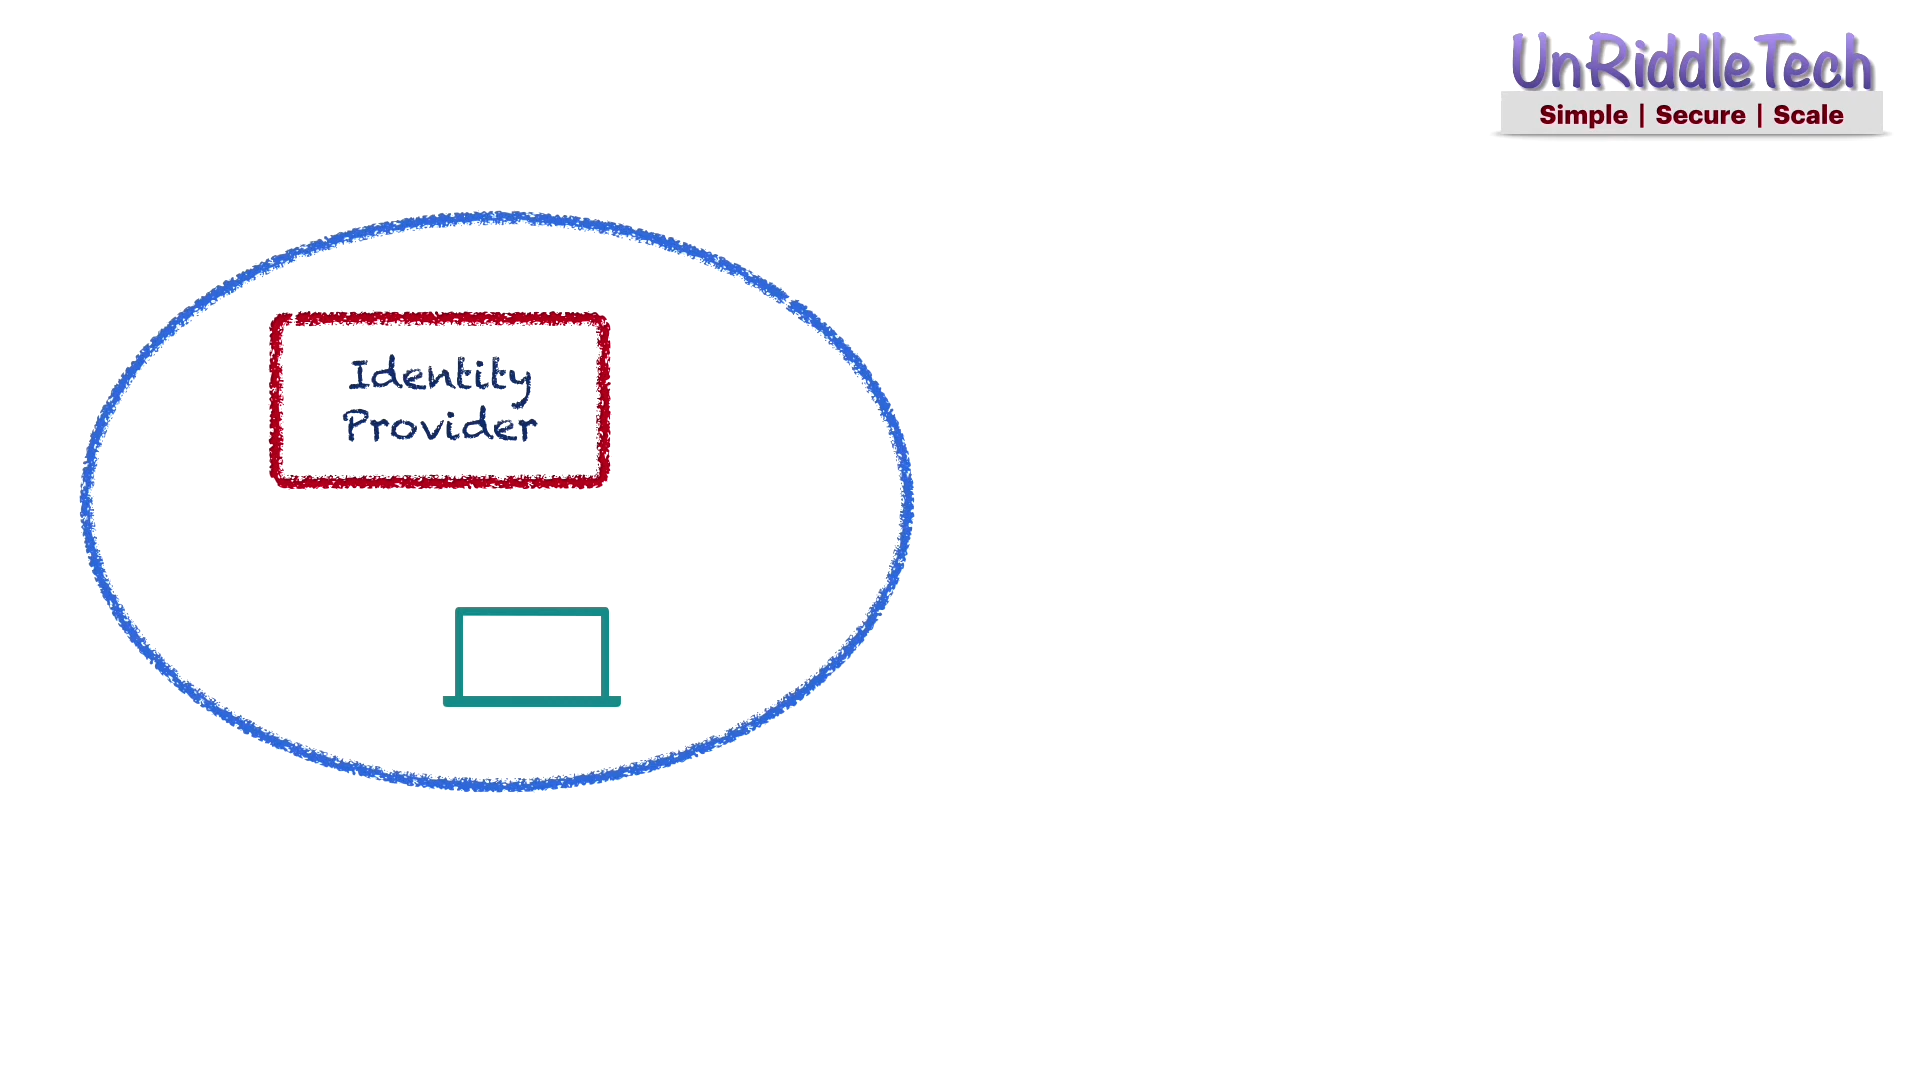 UnRiddleTech
Simple | Secure | Scale
Identity
Provider